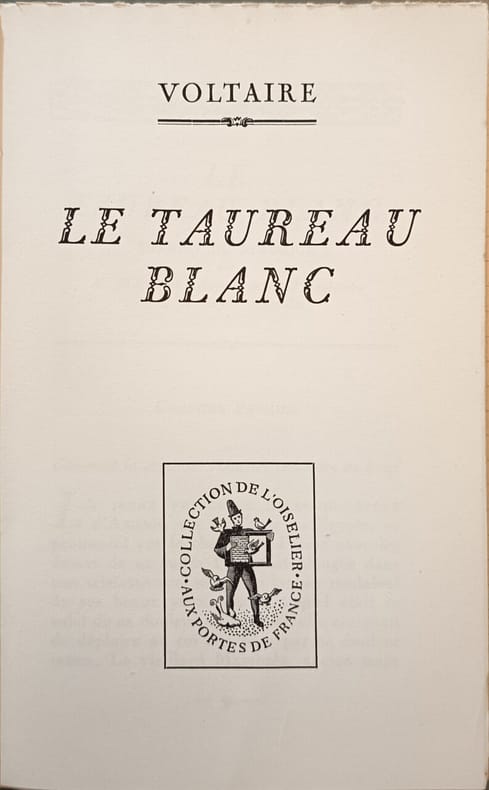 VOLTAIRE
LE TAUREAU
BLANC
COLLECTION DE L'OISELIER
AUX PORTES DE FRANCE